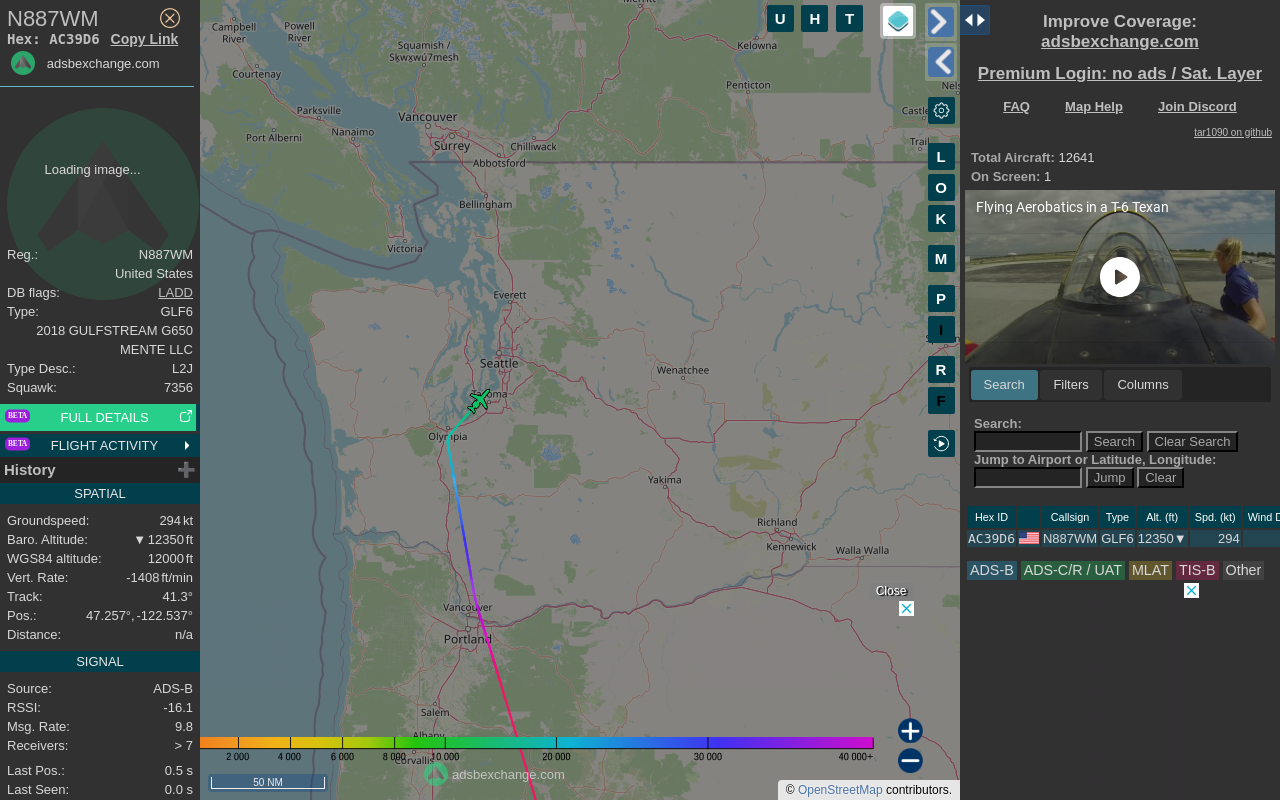 N887WM
Hex: AC39D6 Copy Link
adsbexchange.com
Loading image...
Reg.: N887WM
United States
DB flags: LADD
Type: GLF6
2018 GULFSTREAM G650
MENTE LLC
Type Desc.: L2J
Squawk: 7356
BETA FULL DETAILS
BETA FLIGHT ACTIVITY
History
SPATIAL
Groundspeed: 294 kt
Baro. Altitude: ▼ 12350 ft
WGS84 altitude: 12000 ft
Vert. Rate: -1408 ft/min
Track: 41.3°
Pos.: 47.257°, -122.537°
Distance: n/a
SIGNAL
Source: ADS-B
RSSI: -16.1
Msg. Rate: 9.8
Receivers: > 7
Last Pos.: 0.5 s
Last Seen: 0.0 s
Merritt
Campbell
River
Powell
River
Squamish /
Sḵwx̱wú7mesh
Kelowna
Courtenay
Penticton
Parksville
Nanaimo
Port Alberni
Vancouver
Surrey
Chilliwack
Abbotsford
Trail
Bellingham
Victoria
Everett
Seattle
Wenatchee
Olympia
Yakima
Richland
Kennewick
Walla Walla
Vancouver
Portland
Salem
Albany
Corvallis
U H T
L
O
K
M
P
I
R
F
Close
2 000 4 000 6 000 8 000 10 000 20 000 30 000 40 000+
50 NM
adsbexchange.com
© OpenStreetMap contributors.
Improve Coverage:
adsbexchange.com
Premium Login: no ads / Sat. Layer
FAQ Map Help Join Discord
tar1090 on github
Total Aircraft: 12641
On Screen: 1
Flying Aerobatics in a T-6 Texan
Search Filters Columns
Search:
Search Clear Search
Jump to Airport or Latitude, Longitude:
Jump Clear
Hex ID Callsign Type Alt. (ft) Spd. (kt) Wind D
AC39D6 N887WM GLF6 12350▼ 294
ADS-B ADS-C/R / UAT MLAT TIS-B Other